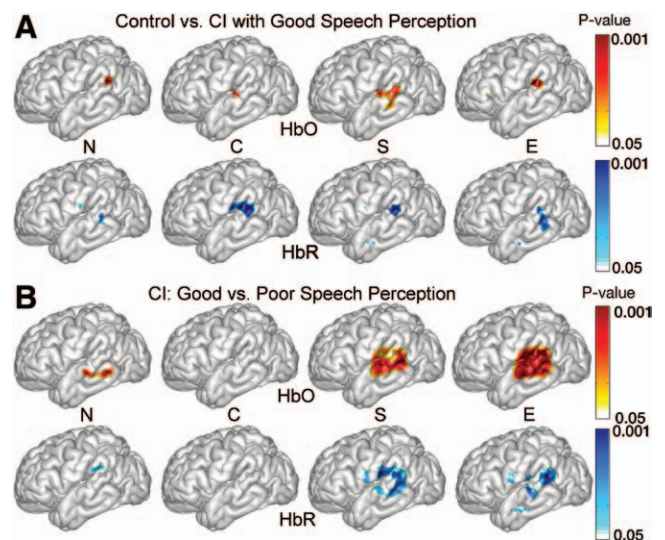 A Control vs. CI with Good Speech Perception P-value
0.001
HbO
0.05
N C S E
0.001
HbR
0.05
B CI: Good vs. Poor Speech Perception P-value
0.001
HbO
0.05
N C S E
0.001
HbR
0.05